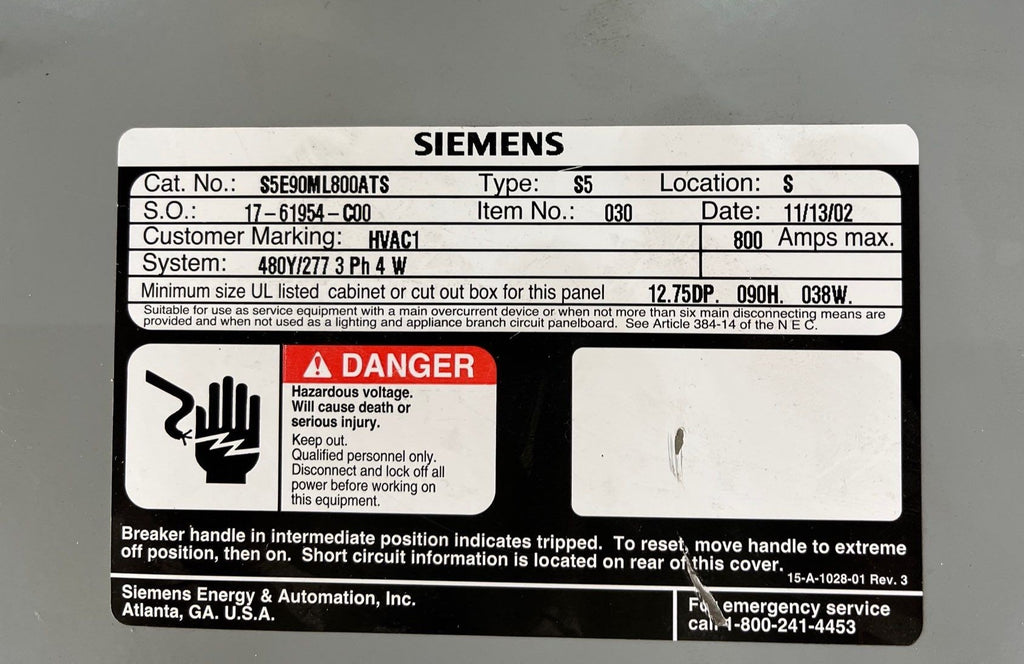 SIEMENS
Cat. No.: S5E90ML800ATS Type: S5 Location: S
S.O.: 17-61954-C00 Item No.: 030 Date: 11/13/02
Customer Marking: HVAC1 800 Amps max.
System: 480Y/277 3 Ph 4 W
Minimum size UL listed cabinet or cut out box for this panel 12.75DP. 090H. 038W.
Suitable for use as service equipment with a main overcurrent device or when not more than six main disconnecting means are
provided and when not used as a lighting and appliance branch circuit panelboard. See Article 384-14 of the N E C.
DANGER
Hazardous voltage.
Will cause death or
serious injury.
Keep out.
Qualified personnel only.
Disconnect and lock off all
power before working on
this equipment.
Breaker handle in intermediate position indicates tripped. To reset, move handle to extreme
off position, then on. Short circuit information is located on rear of this cover.
15-A-1028-01 Rev. 3
Siemens Energy & Automation, Inc.
Atlanta, GA. U.S.A.
For emergency service
call 1-800-241-4453